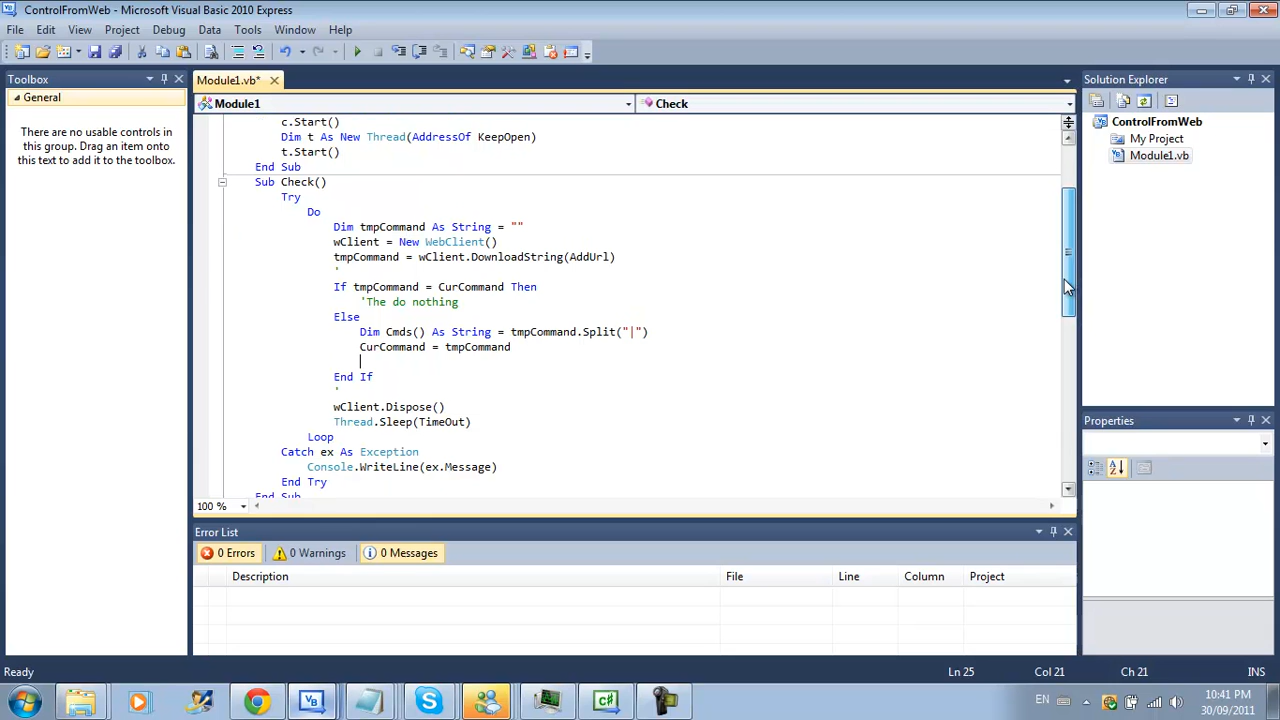 ControlFromWeb - Microsoft Visual Basic 2010 Express
File Edit View Project Debug Data Tools Window Help
Toolbox
General
There are no usable controls in this group. Drag an item onto this text to add it to the toolbox.
Module1.vb*
Module1
Check
c.Start()
Dim t As New Thread(AddressOf KeepOpen)
t.Start()
End Sub
Sub Check()
Try
Do
Dim tmpCommand As String = ""
wClient = New WebClient()
tmpCommand = wClient.DownloadString(AddUrl)
'
If tmpCommand = CurCommand Then
'The do nothing
Else
Dim Cmds() As String = tmpCommand.Split("|")
CurCommand = tmpCommand
End If
'
wClient.Dispose()
Thread.Sleep(TimeOut)
Loop
Catch ex As Exception
Console.WriteLine(ex.Message)
End Try
End Sub
100 %
Error List
0 Errors 0 Warnings 0 Messages
Description File Line Column Project
Solution Explorer
ControlFromWeb
My Project
Module1.vb
Properties
Ready Ln 25 Col 21 Ch 21 INS
EN
10:41 PM
30/09/2011